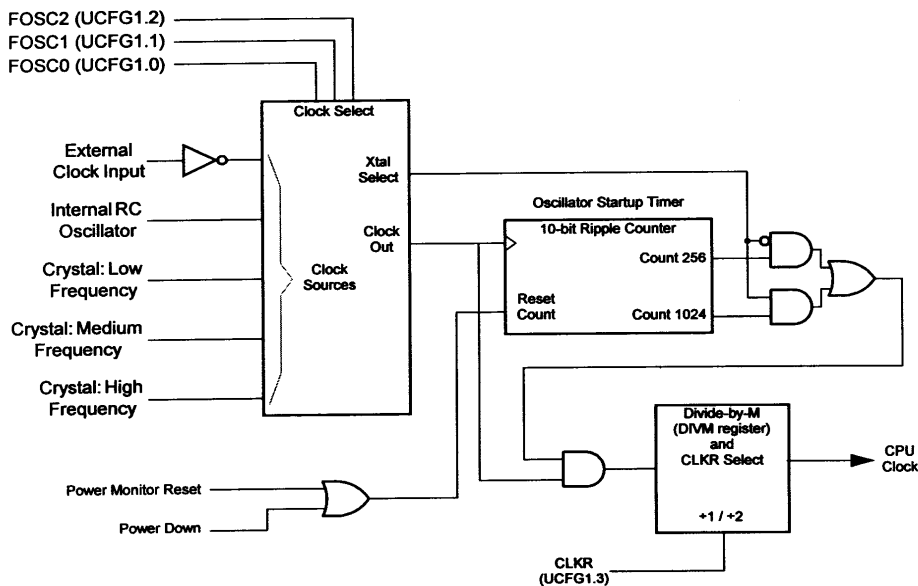 FOSC2 (UCFG1.2)
FOSC1 (UCFG1.1)
FOSC0 (UCFG1.0)
Clock Select
External
Clock Input
Xtal
Select
Internal RC
Oscillator
Clock
Out
Oscillator Startup Timer
10-bit Ripple Counter
Count 256
Crystal: Low
Frequency
Clock
Sources
Reset
Count
Count 1024
Crystal: Medium
Frequency
Crystal: High
Frequency
Divide-by-M
(DIVM register)
and
CLKR Select
CPU
Clock
Power Monitor Reset
Power Down
÷1 / ÷2
CLKR
(UCFG1.3)